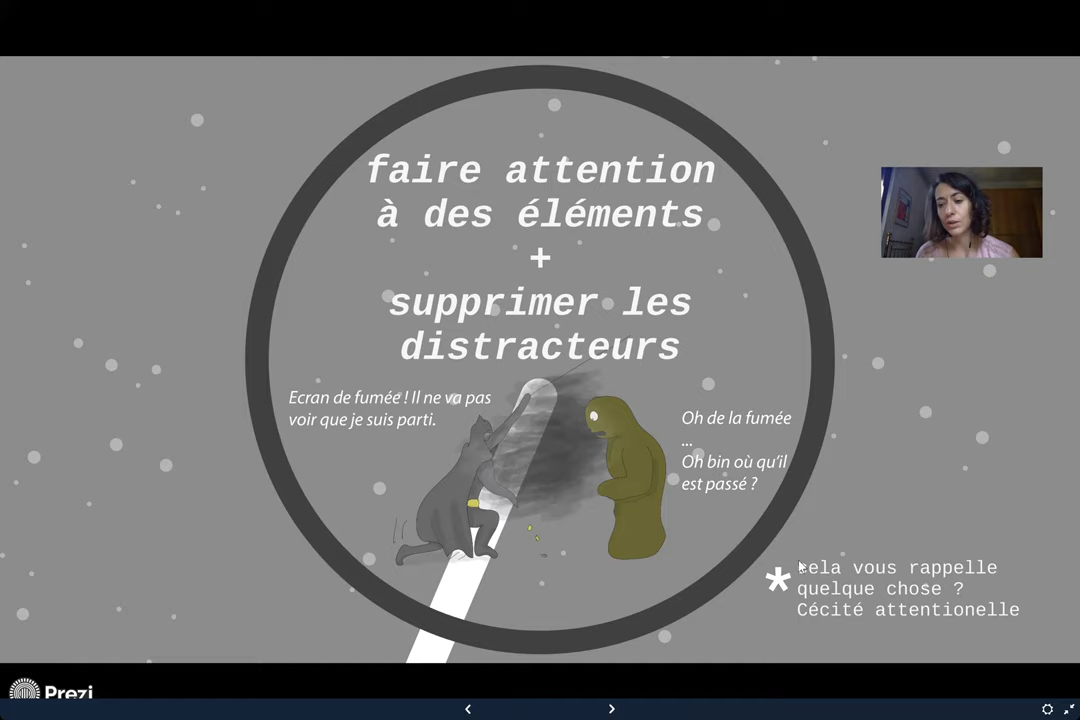 faire attention
à des éléments
+
supprimer les
distracteurs
Ecran de fumée ! Il ne va pas
voir que je suis parti.
Oh de la fumée
...
Oh bin où qu'il
est passé ?
* Cela vous rappelle
quelque chose ?
Cécité attentionelle
Prezi